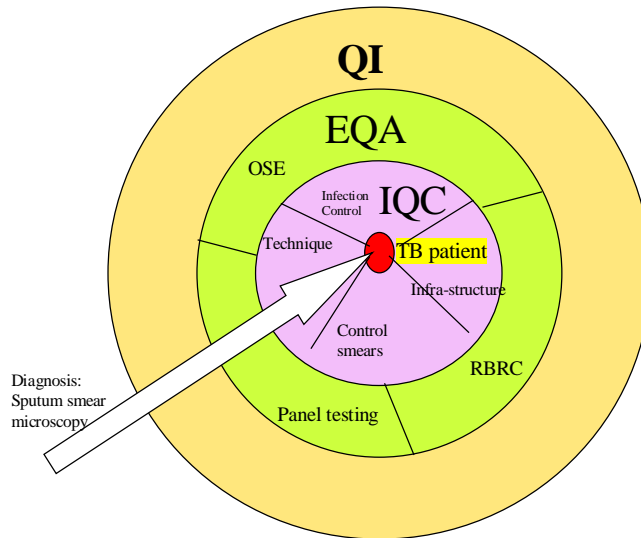 QI
EQA
OSE
Infection
Control
IQC
Technique
TB patient
Infra-structure
Control
smears
RBRC
Diagnosis:
Sputum smear
microscopy
Panel testing